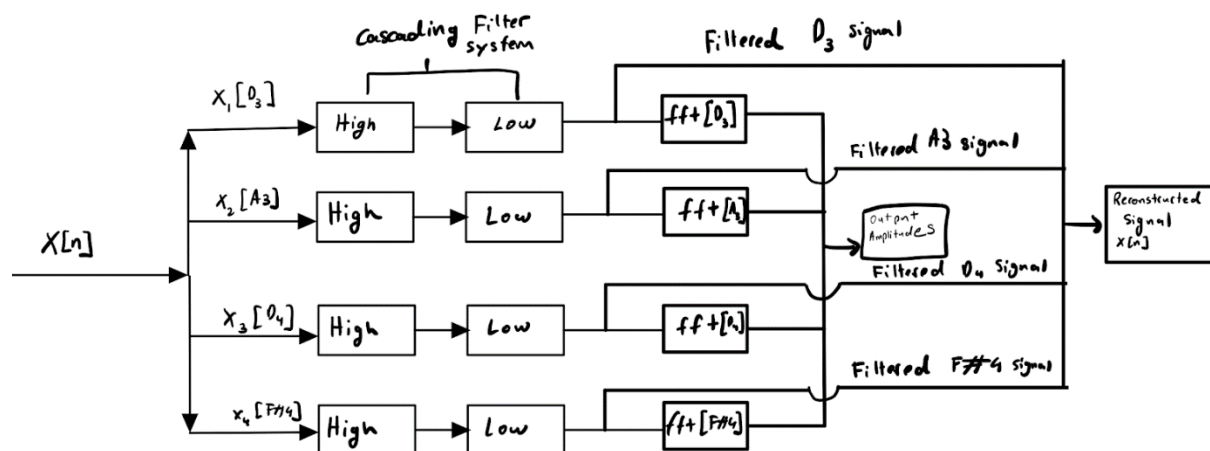 Cascading Filter
system
Filtered D3 signal
X1[D3]
High
Low
fft[D3]
Filtered A3 signal
X2[A3]
High
Low
fft[A3]
Reconstructed
Signal
X[n]
Output
Amplitudes
X[n]
Filtered D4 Signal
X3[D4]
High
Low
fft[D4]
Filtered F#4 signal
X4[F#4]
High
Low
fft[F#4]